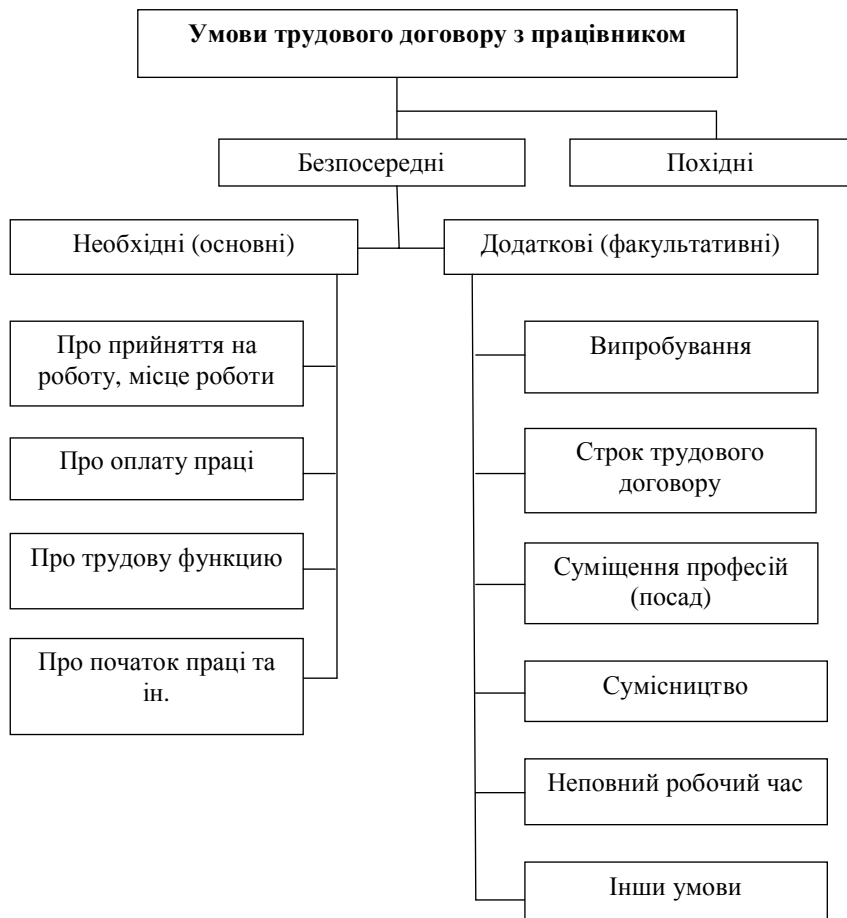 Умови трудового договору з працівником
Безпосередні
Похідні
Необхідні (основні)
Додаткові (факультативні)
Про прийняття на
роботу, місце роботи
Про оплату праці
Про трудову функцию
Про початок праці та
ін.
Випробування
Строк трудового
договору
Суміщення професій
(посад)
Сумісництво
Неповний робочий час
Інши умови